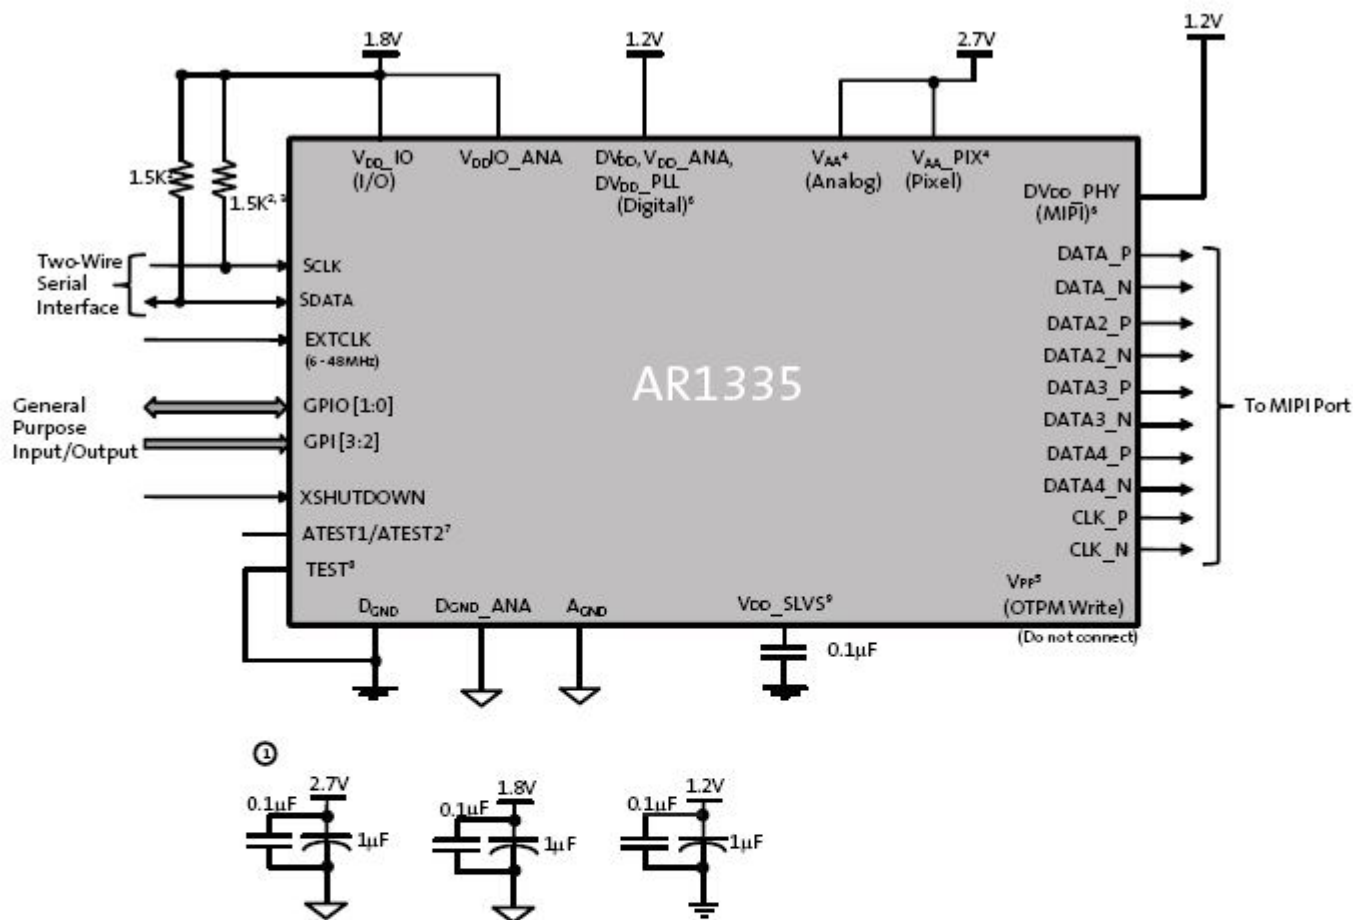 1.8V
1.2V
2.7V
1.2V
VDD_IO
(I/O)
VDDIO_ANA
DVDD, VDD_ANA,
DVDD_PLL
(Digital)⁶
VAA⁴
(Analog)
VAA_PIX⁴
(Pixel)
DVDD_PHY
(MIPI)⁶
1.5K
1.5K²,
Two-Wire
Serial
Interface
SCLK
SDATA
EXTCLK
(6-48MHz)
General
Purpose
Input/Output
GPIO[1:0]
GPI[3:2]
XSHUTDOWN
ATEST1/ATEST2⁷
TEST⁸
AR1335
DATA_P
DATA_N
DATA2_P
DATA2_N
DATA3_P
DATA3_N
DATA4_P
DATA4_N
CLK_P
CLK_N
To MIPI Port
DGND
DGND_ANA
AGND
VDD_SLVS⁹
VPP⁵
(OTPM Write)
(Do not connect)
0.1μF
①
2.7V
0.1μF
1μF
1.8V
0.1μF
1μF
1.2V
0.1μF
1μF